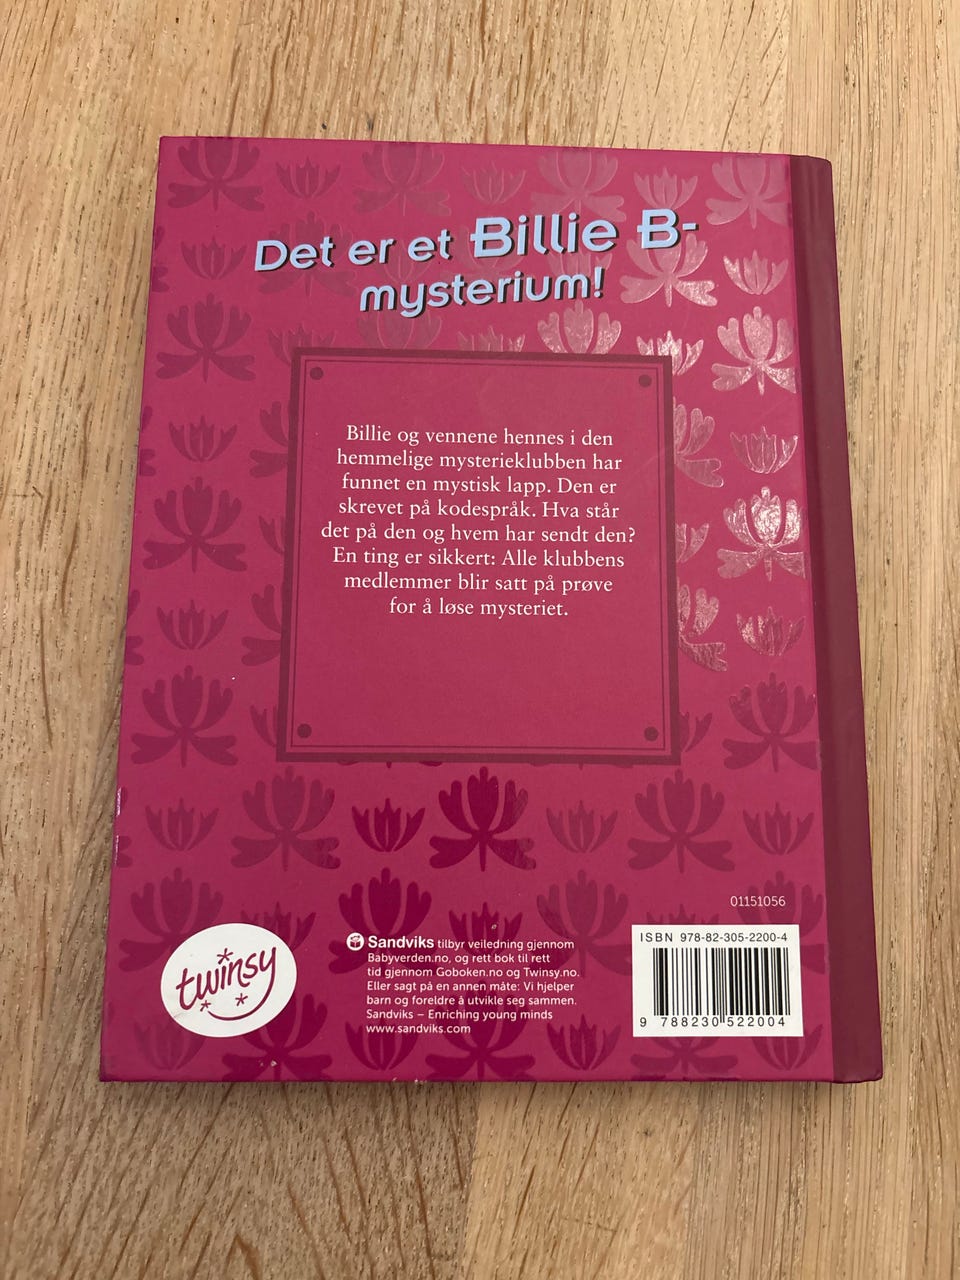 Det er et Billie B-
mysterium!
Billie og vennene hennes i den
hemmelige mysterieklubben har
funnet en mystisk lapp. Den er
skrevet på kodespråk. Hva står
det på den og hvem har sendt den?
En ting er sikkert: Alle klubbens
medlemmer blir satt på prøve
for å løse mysteriet.
01151056
twinsy
Sandviks tilbyr veiledning gjennom
Babyverden.no, og rett bok til rett
tid gjennom Goboken.no og Twinsy.no.
Eller sagt på en annen måte: Vi hjelper
barn og foreldre å utvikle seg sammen.
Sandviks – Enriching young minds
www.sandviks.com
ISBN 978-82-305-2200-4
9 788230 522004